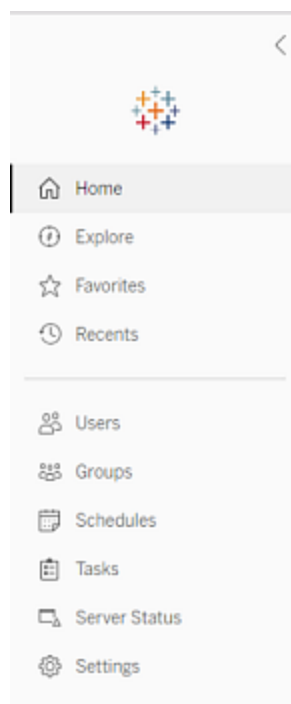 Home
Explore
Favorites
Recents
Users
Groups
Schedules
Tasks
Server Status
Settings